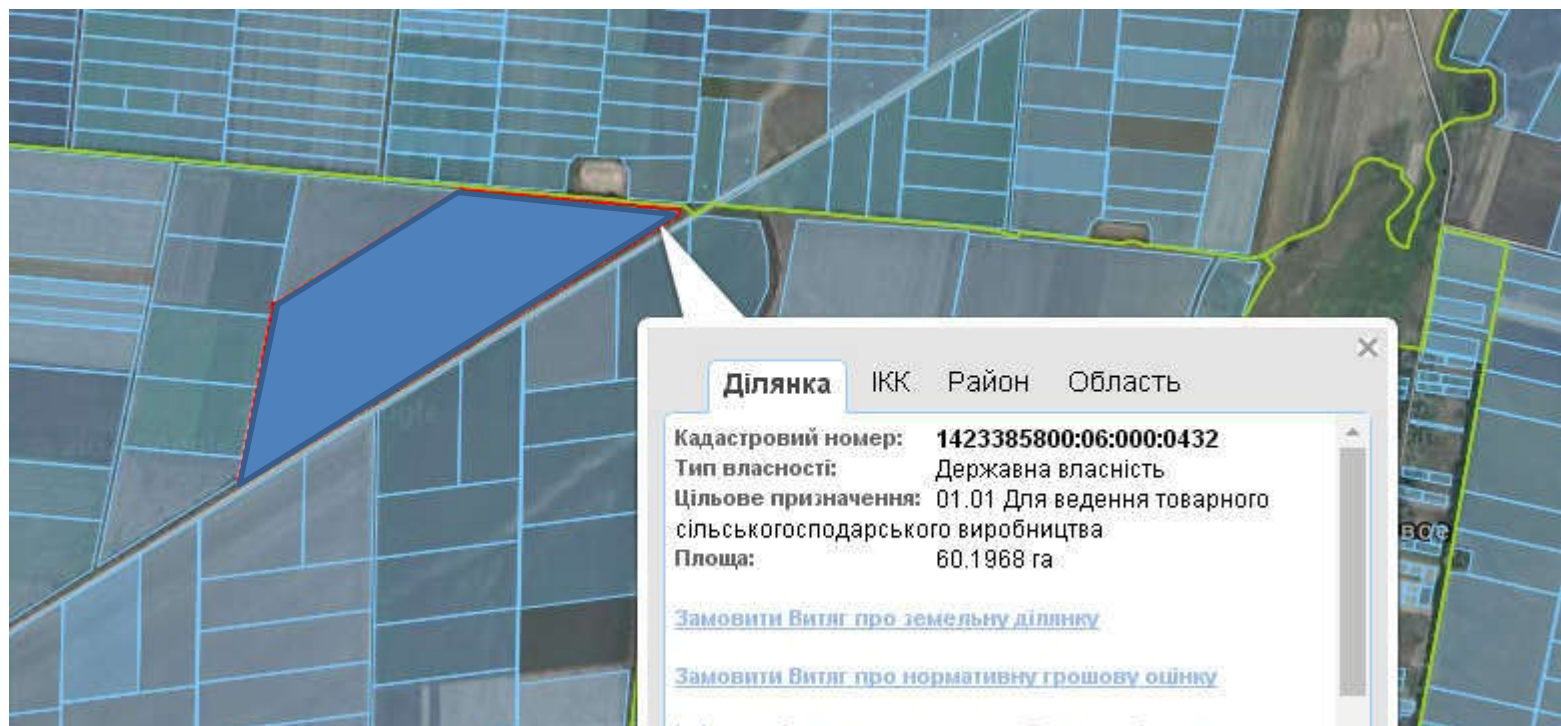 Ділянка ІКК Район Область
Кадастровий номер: 1423385800:06:000:0432
Тип власності: Державна власність
Цільове призначення: 01.01 Для ведення товарного
сільськогосподарського виробництва
Площа: 60.1968 га
Замовити Витяг про земельну ділянку
Замовити Витяг про нормативну грошову оцінку